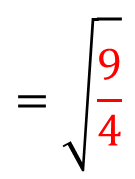 = √(9/4)